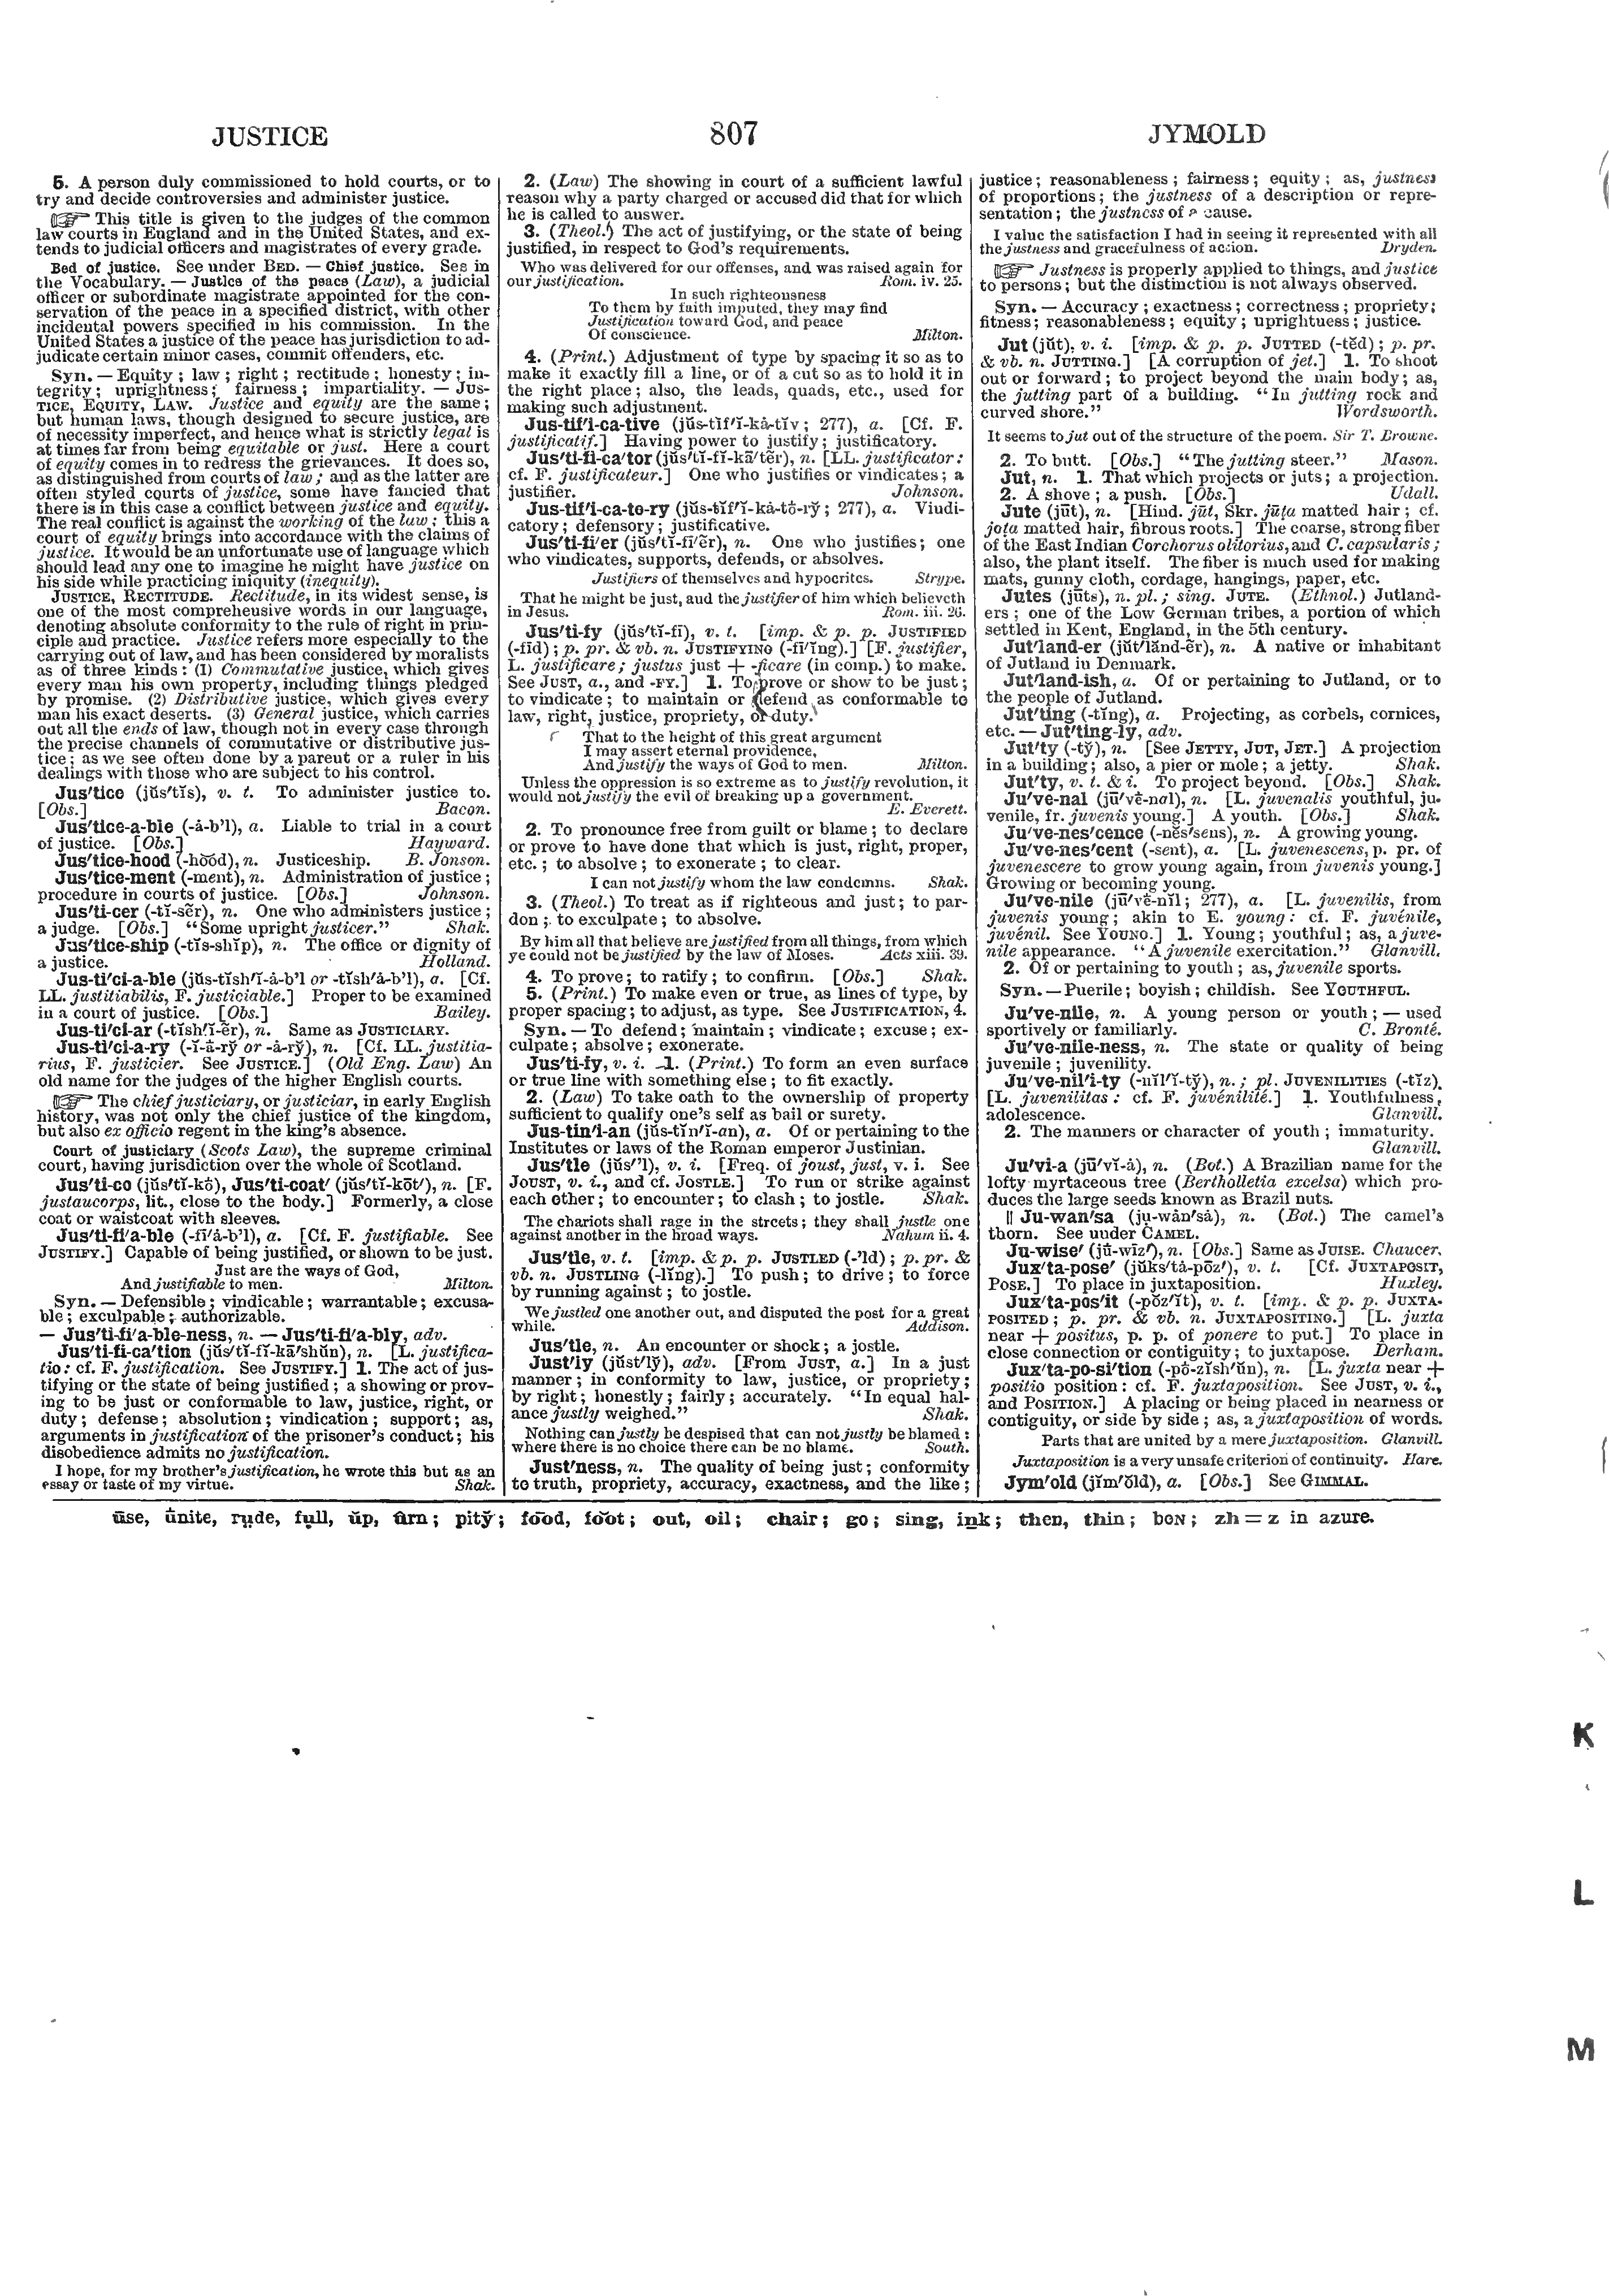 JUSTICE
807
JYMOLD
5. A person duly commissioned to hold courts, or to
try and decide controversies and administer justice.
☞ This title is given to the judges of the common
law courts in England and in the United States, and ex-
tends to judicial officers and magistrates of every grade.
Bed of justice. See under BED. — Chief justice. See in
the Vocabulary. — Justice of the peace (Law), a judicial
officer or subordinate magistrate appointed for the con-
servation of the peace in a specified district, with other
incidental powers specified in his commission. In the
United States a justice of the peace has jurisdiction to ad-
judicate certain minor cases, commit offenders, etc.
Syn. — Equity; law; right; rectitude; honesty; in-
tegrity; uprightness; fairness; impartiality. — JUS-
TICE, EQUITY, LAW. Justice and equity are the same;
but human laws, though designed to secure justice, are
of necessity imperfect, and hence what is strictly legal is
at times far from being equitable or just. Here a court
of equity comes in to redress the grievances. It does so,
as distinguished from courts of law; and as the latter are
often styled courts of justice, some have fancied that
there is in this case a conflict between justice and equity.
The real conflict is against the working of the law; this a
court of equity brings into accordance with the claims of
justice. It would be an unfortunate use of language which
should lead any one to imagine he might have justice on
his side while practicing iniquity (inequity).
JUSTICE, RECTITUDE. Rectitude, in its widest sense, is
one of the most comprehensive words in our language,
denoting absolute conformity to the rule of right in prin-
ciple and practice. Justice refers more especially to the
carrying out of law, and has been considered by moralists
as of three kinds: (1) Commutative justice, which gives
every man his own property, including things pledged
by promise. (2) Distributive justice, which gives every
man his exact deserts. (3) General justice, which carries
out all the ends of law, though not in every case through
the precise channels of commutative or distributive jus-
tice; as we see often done by a parent or a ruler in his
dealings with those who are subject to his control.
Jus′tice (jŭs′tĭs), v. t. To administer justice to.
[Obs.] Bacon.
Jus′tice-a-ble (-ȧ-b'l), a. Liable to trial in a court
of justice. [Obs.] Hayward.
Jus′tice-hood (-ho͝od), n. Justiceship. B. Jonson.
Jus′tice-ment (-ment), n. Administration of justice;
procedure in courts of justice. [Obs.] Johnson.
Jus′ti-cer (-tĭ-sẽr), n. One who administers justice;
a judge. [Obs.] “Some upright justicer.” Shak.
Jus′tice-ship (-tĭs-shĭp), n. The office or dignity of
a justice. Holland.
Jus-ti′ci-a-ble (jŭs-tĭsh′ĭ-ȧ-b'l or -tĭsh′ȧ-b'l), a. [Cf.
LL. justitiabilis, F. justiciable.] Proper to be examined
in a court of justice. [Obs.] Bailey.
Jus-ti′ci-ar (-tĭsh′ĭ-ẽr), n. Same as JUSTICIARY.
Jus-ti′ci-a-ry (-ĭ-ȧ-rў or -ȧ-rў), n. [Cf. LL. justitia-
rius, F. justicier. See JUSTICE.] (Old Eng. Law) An
old name for the judges of the higher English courts.
☞ The chief justiciary, or justiciar, in early English
history, was not only the chief justice of the kingdom,
but also ex officio regent in the king's absence.
Court of justiciary (Scots Law), the supreme criminal
court, having jurisdiction over the whole of Scotland.
Jus′ti-co (jŭs′tĭ-kō), Jus′ti-coat′ (jŭs′tĭ-kōt′), n. [F.
justaucorps, lit., close to the body.] Formerly, a close
coat or waistcoat with sleeves.
Jus′ti-fi′a-ble (-fī′ȧ-b'l), a. [Cf. F. justifiable. See
JUSTIFY.] Capable of being justified, or shown to be just.
Just are the ways of God,
And justifiable to men. Milton.
Syn. — Defensible; vindicable; warrantable; excusa-
ble; exculpable; authorizable.
— Jus′ti-fi′a-ble-ness, n. — Jus′ti-fi′a-bly, adv.
Jus′ti-fi-ca′tion (jŭs′tĭ-fĭ-kā′shŭn), n. [L. justifica-
tio: cf. F. justification. See JUSTIFY.] 1. The act of jus-
tifying or the state of being justified; a showing or prov-
ing to be just or conformable to law, justice, right, or
duty; defense; absolution; vindication; support; as,
arguments in justification of the prisoner's conduct; his
disobedience admits no justification.
I hope, for my brother's justification, he wrote this but as an
essay or taste of my virtue. Shak.
2. (Law) The showing in court of a sufficient lawful
reason why a party charged or accused did that for which
he is called to answer.
3. (Theol.) The act of justifying, or the state of being
justified, in respect to God's requirements.
Who was delivered for our offenses, and was raised again for
our justification. Rom. iv. 25.
In such righteousness
To them by faith imputed, they may find
Justification toward God, and peace
Of conscience. Milton.
4. (Print.) Adjustment of type by spacing it so as to
make it exactly fill a line, or of a cut so as to hold it in
the right place; also, the leads, quads, etc., used for
making such adjustment.
Jus-tif′i-ca-tive (jŭs-tĭf′ĭ-kȧ-tĭv; 277), a. [Cf. F.
justificatif.] Having power to justify; justificatory.
Jus′ti-fi-ca′tor (jŭs′tĭ-fĭ-kā′tẽr), n. [LL. justificator:
cf. F. justificateur.] One who justifies or vindicates; a
justifier. Johnson.
Jus-tif′i-ca-to-ry (jŭs-tĭf′ĭ-kȧ-tō-rў; 277), a. Vindi-
catory; defensory; justificative.
Jus′ti-fi′er (jŭs′tĭ-fī′ẽr), n. One who justifies; one
who vindicates, supports, defends, or absolves.
Justifiers of themselves and hypocrites. Strype.
That he might be just, and the justifier of him which believeth
in Jesus. Rom. iii. 26.
Jus′ti-fy (jŭs′tĭ-fī), v. t. [imp. & p. p. JUSTIFIED
(-fīd); p. pr. & vb. n. JUSTIFYING (-fī′ĭng).] [F. justifier,
L. justificare; justus just + -ficare (in comp.) to make.
See JUST, a., and -FY.] 1. To prove or show to be just;
to vindicate; to maintain or defend as conformable to
law, right, justice, propriety, or duty.
That to the height of this great argument
I may assert eternal providence,
And justify the ways of God to men. Milton.
Unless the oppression is so extreme as to justify revolution, it
would not justify the evil of breaking up a government.
E. Everett.
2. To pronounce free from guilt or blame; to declare
or prove to have done that which is just, right, proper,
etc.; to absolve; to exonerate; to clear.
I can not justify whom the law condemns. Shak.
3. (Theol.) To treat as if righteous and just; to par-
don; to exculpate; to absolve.
By him all that believe are justified from all things, from which
ye could not be justified by the law of Moses. Acts xiii. 39.
4. To prove; to ratify; to confirm. [Obs.] Shak.
5. (Print.) To make even or true, as lines of type, by
proper spacing; to adjust, as type. See JUSTIFICATION, 4.
Syn. — To defend; maintain; vindicate; excuse; ex-
culpate; absolve; exonerate.
Jus′ti-fy, v. i. 1. (Print.) To form an even surface
or true line with something else; to fit exactly.
2. (Law) To take oath to the ownership of property
sufficient to qualify one's self as bail or surety.
Jus-tin′i-an (jŭs-tĭn′ĭ-an), a. Of or pertaining to the
Institutes or laws of the Roman emperor Justinian.
Jus′tle (jŭs′'l), v. i. [Freq. of joust, just, v. i. See
JOUST, v. i., and cf. JOSTLE.] To run or strike against
each other; to encounter; to clash; to jostle. Shak.
The chariots shall rage in the streets; they shall justle one
against another in the broad ways. Nahum ii. 4.
Jus′tle, v. t. [imp. & p. p. JUSTLED (-'ld); p. pr. &
vb. n. JUSTLING (-lĭng).] To push; to drive; to force
by running against; to jostle.
We justled one another out, and disputed the post for a great
while. Addison.
Jus′tle, n. An encounter or shock; a jostle.
Just′ly (jŭst′lў), adv. [From JUST, a.] In a just
manner; in conformity to law, justice, or propriety;
by right; honestly; fairly; accurately. “In equal bal-
ance justly weighed.” Shak.
Nothing can justly be despised that can not justly be blamed:
where there is no choice there can be no blame. South.
Just′ness, n. The quality of being just; conformity
to truth, propriety, accuracy, exactness, and the like;
justice; reasonableness; fairness; equity; as, justness
of proportions; the justness of a description or repre-
sentation; the justness of a cause.
I value the satisfaction I had in seeing it represented with all
the justness and gracefulness of action. Dryden.
☞ Justness is properly applied to things, and justice
to persons; but the distinction is not always observed.
Syn. — Accuracy; exactness; correctness; propriety;
fitness; reasonableness; equity; uprightness; justice.
Jut (jŭt), v. i. [imp. & p. p. JUTTED (-tĕd); p. pr.
& vb. n. JUTTING.] [A corruption of jet.] 1. To shoot
out or forward; to project beyond the main body; as,
the jutting part of a building. “In jutting rock and
curved shore.” Wordsworth.
It seems to jut out of the structure of the poem. Sir T. Browne.
2. To butt. [Obs.] “The jutting steer.” Mason.
Jut, n. 1. That which projects or juts; a projection.
2. A shove; a push. [Obs.] Udall.
Jute (jūt), n. [Hind. jūt, Skr. jūṭa matted hair; cf.
jaṭa matted hair, fibrous roots.] The coarse, strong fiber
of the East Indian Corchorus olitorius, and C. capsularis;
also, the plant itself. The fiber is much used for making
mats, gunny cloth, cordage, hangings, paper, etc.
Jutes (jūts), n. pl.; sing. JUTE. (Ethnol.) Jutland-
ers; one of the Low German tribes, a portion of which
settled in Kent, England, in the 5th century.
Jut′land-er (jŭt′lănd-ẽr), n. A native or inhabitant
of Jutland in Denmark.
Jut′land-ish, a. Of or pertaining to Jutland, or to
the people of Jutland.
Jut′ting (-tĭng), a. Projecting, as corbels, cornices,
etc. — Jut′ting-ly, adv.
Jut′ty (-tў), n. [See JETTY, JUT, JET.] A projection
in a building; also, a pier or mole; a jetty. Shak.
Jut′ty, v. t. & i. To project beyond. [Obs.] Shak.
Ju′ve-nal (jū′vē-nal), n. [L. juvenalis youthful, ju-
venile, fr. juvenis young.] A youth. [Obs.] Shak.
Ju′ve-nes′cence (-nĕs′sens), n. A growing young.
Ju′ve-nes′cent (-sent), a. [L. juvenescens, p. pr. of
juvenescere to grow young again, from juvenis young.]
Growing or becoming young.
Ju′ve-nile (jū′vē-nĭl; 277), a. [L. juvenilis, from
juvenis young; akin to E. young: cf. F. juvénile,
juvénil. See YOUNG.] 1. Young; youthful; as, a juve-
nile appearance. “A juvenile exercitation.” Glanvill.
2. Of or pertaining to youth; as, juvenile sports.
Syn. — Puerile; boyish; childish. See YOUTHFUL.
Ju′ve-nile, n. A young person or youth; — used
sportively or familiarly. C. Bronté.
Ju′ve-nile-ness, n. The state or quality of being
juvenile; juvenility.
Ju′ve-nil′i-ty (-nĭl′ĭ-tў), n.; pl. JUVENILITIES (-tĭz).
[L. juvenilitas: cf. F. juvénilité.] 1. Youthfulness,
adolescence. Glanvill.
2. The manners or character of youth; immaturity.
Glanvill.
Ju′vi-a (jū′vĭ-ȧ), n. (Bot.) A Brazilian name for the
lofty myrtaceous tree (Bertholletia excelsa) which pro-
duces the large seeds known as Brazil nuts.
‖ Ju-wan′sa (ju-wȧn′sȧ), n. (Bot.) The camel's
thorn. See under CAMEL.
Ju-wise′ (jū-wīz′), n. [Obs.] Same as JUISE. Chaucer.
Jux′ta-pose′ (jŭks′tȧ-pōz′), v. t. [Cf. JUXTAPOSIT,
POSE.] To place in juxtaposition. Huxley.
Jux′ta-pos′it (-pŏz′ĭt), v. t. [imp. & p. p. JUXTA-
POSITED; p. pr. & vb. n. JUXTAPOSITING.] [L. juxta
near + positus, p. p. of ponere to put.] To place in
close connection or contiguity; to juxtapose. Derham.
Jux′ta-po-si′tion (-pō-zĭsh′ŭn), n. [L. juxta near +
positio position: cf. F. juxtaposition. See JUST, v. i.,
and POSITION.] A placing or being placed in nearness or
contiguity, or side by side; as, a juxtaposition of words.
Parts that are united by a mere juxtaposition. Glanvill.
Juxtaposition is a very unsafe criterion of continuity. Hare.
Jym′old (jĭm′ŏld), a. [Obs.] See GIMMAL.
ūse, ûnite, rṳde, fṳll, ŭp, ûrn; pitў; fo͞od, fo͝ot; out, oil; chair; go; sing, iṉk; then, thin; boN; zh = z in azure.
K
L
M